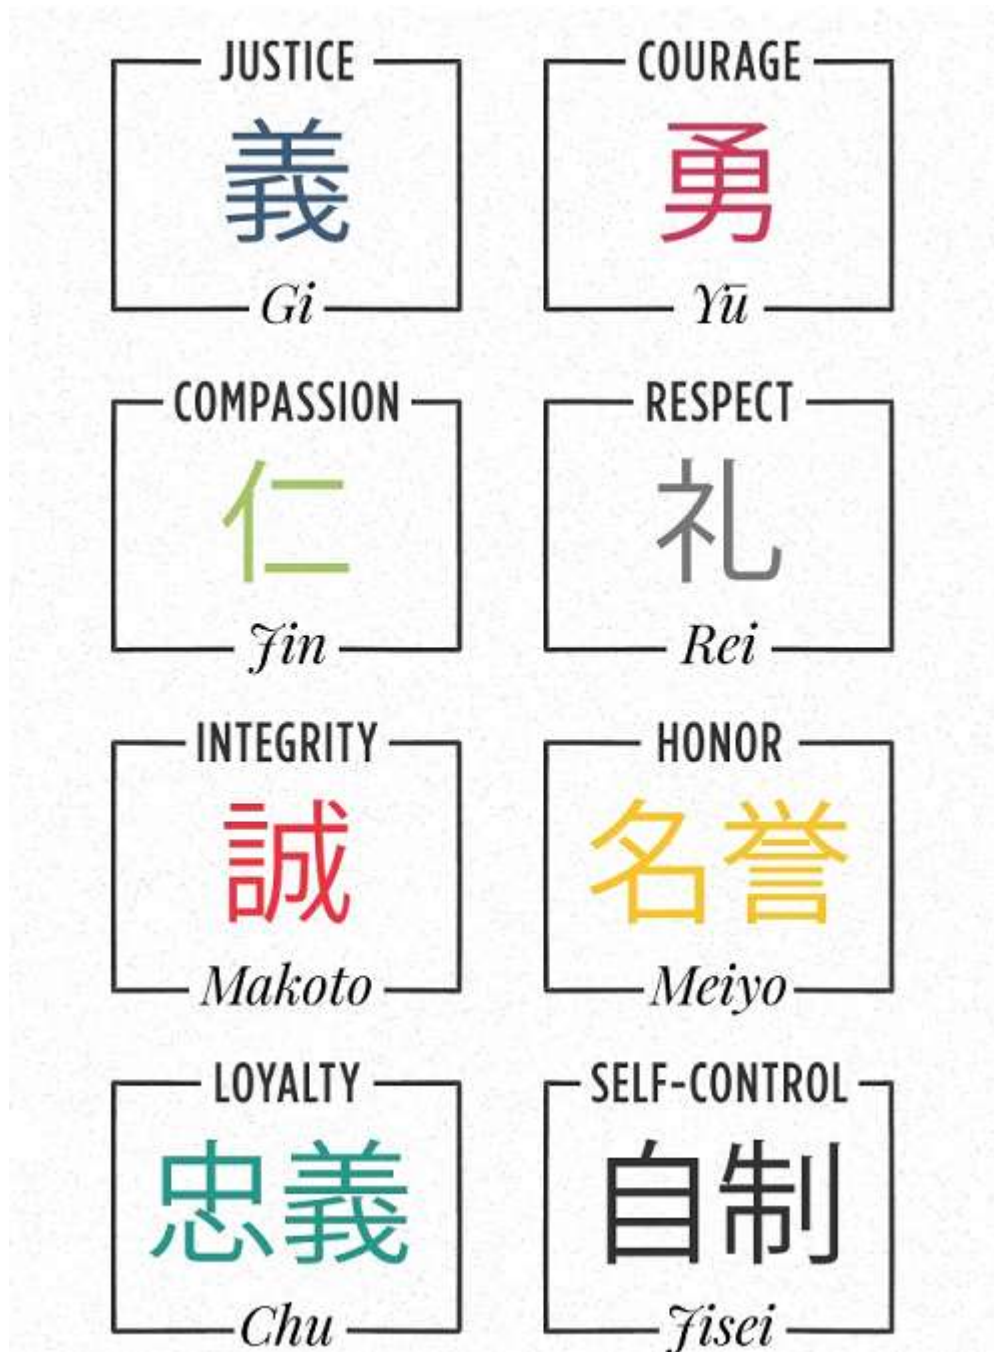 JUSTICE
義
Gi
COURAGE
勇
Yū
COMPASSION
仁
Jin
RESPECT
礼
Rei
INTEGRITY
誠
Makoto
HONOR
名誉
Meiyo
LOYALTY
忠義
Chu
SELF-CONTROL
自制
Jisei